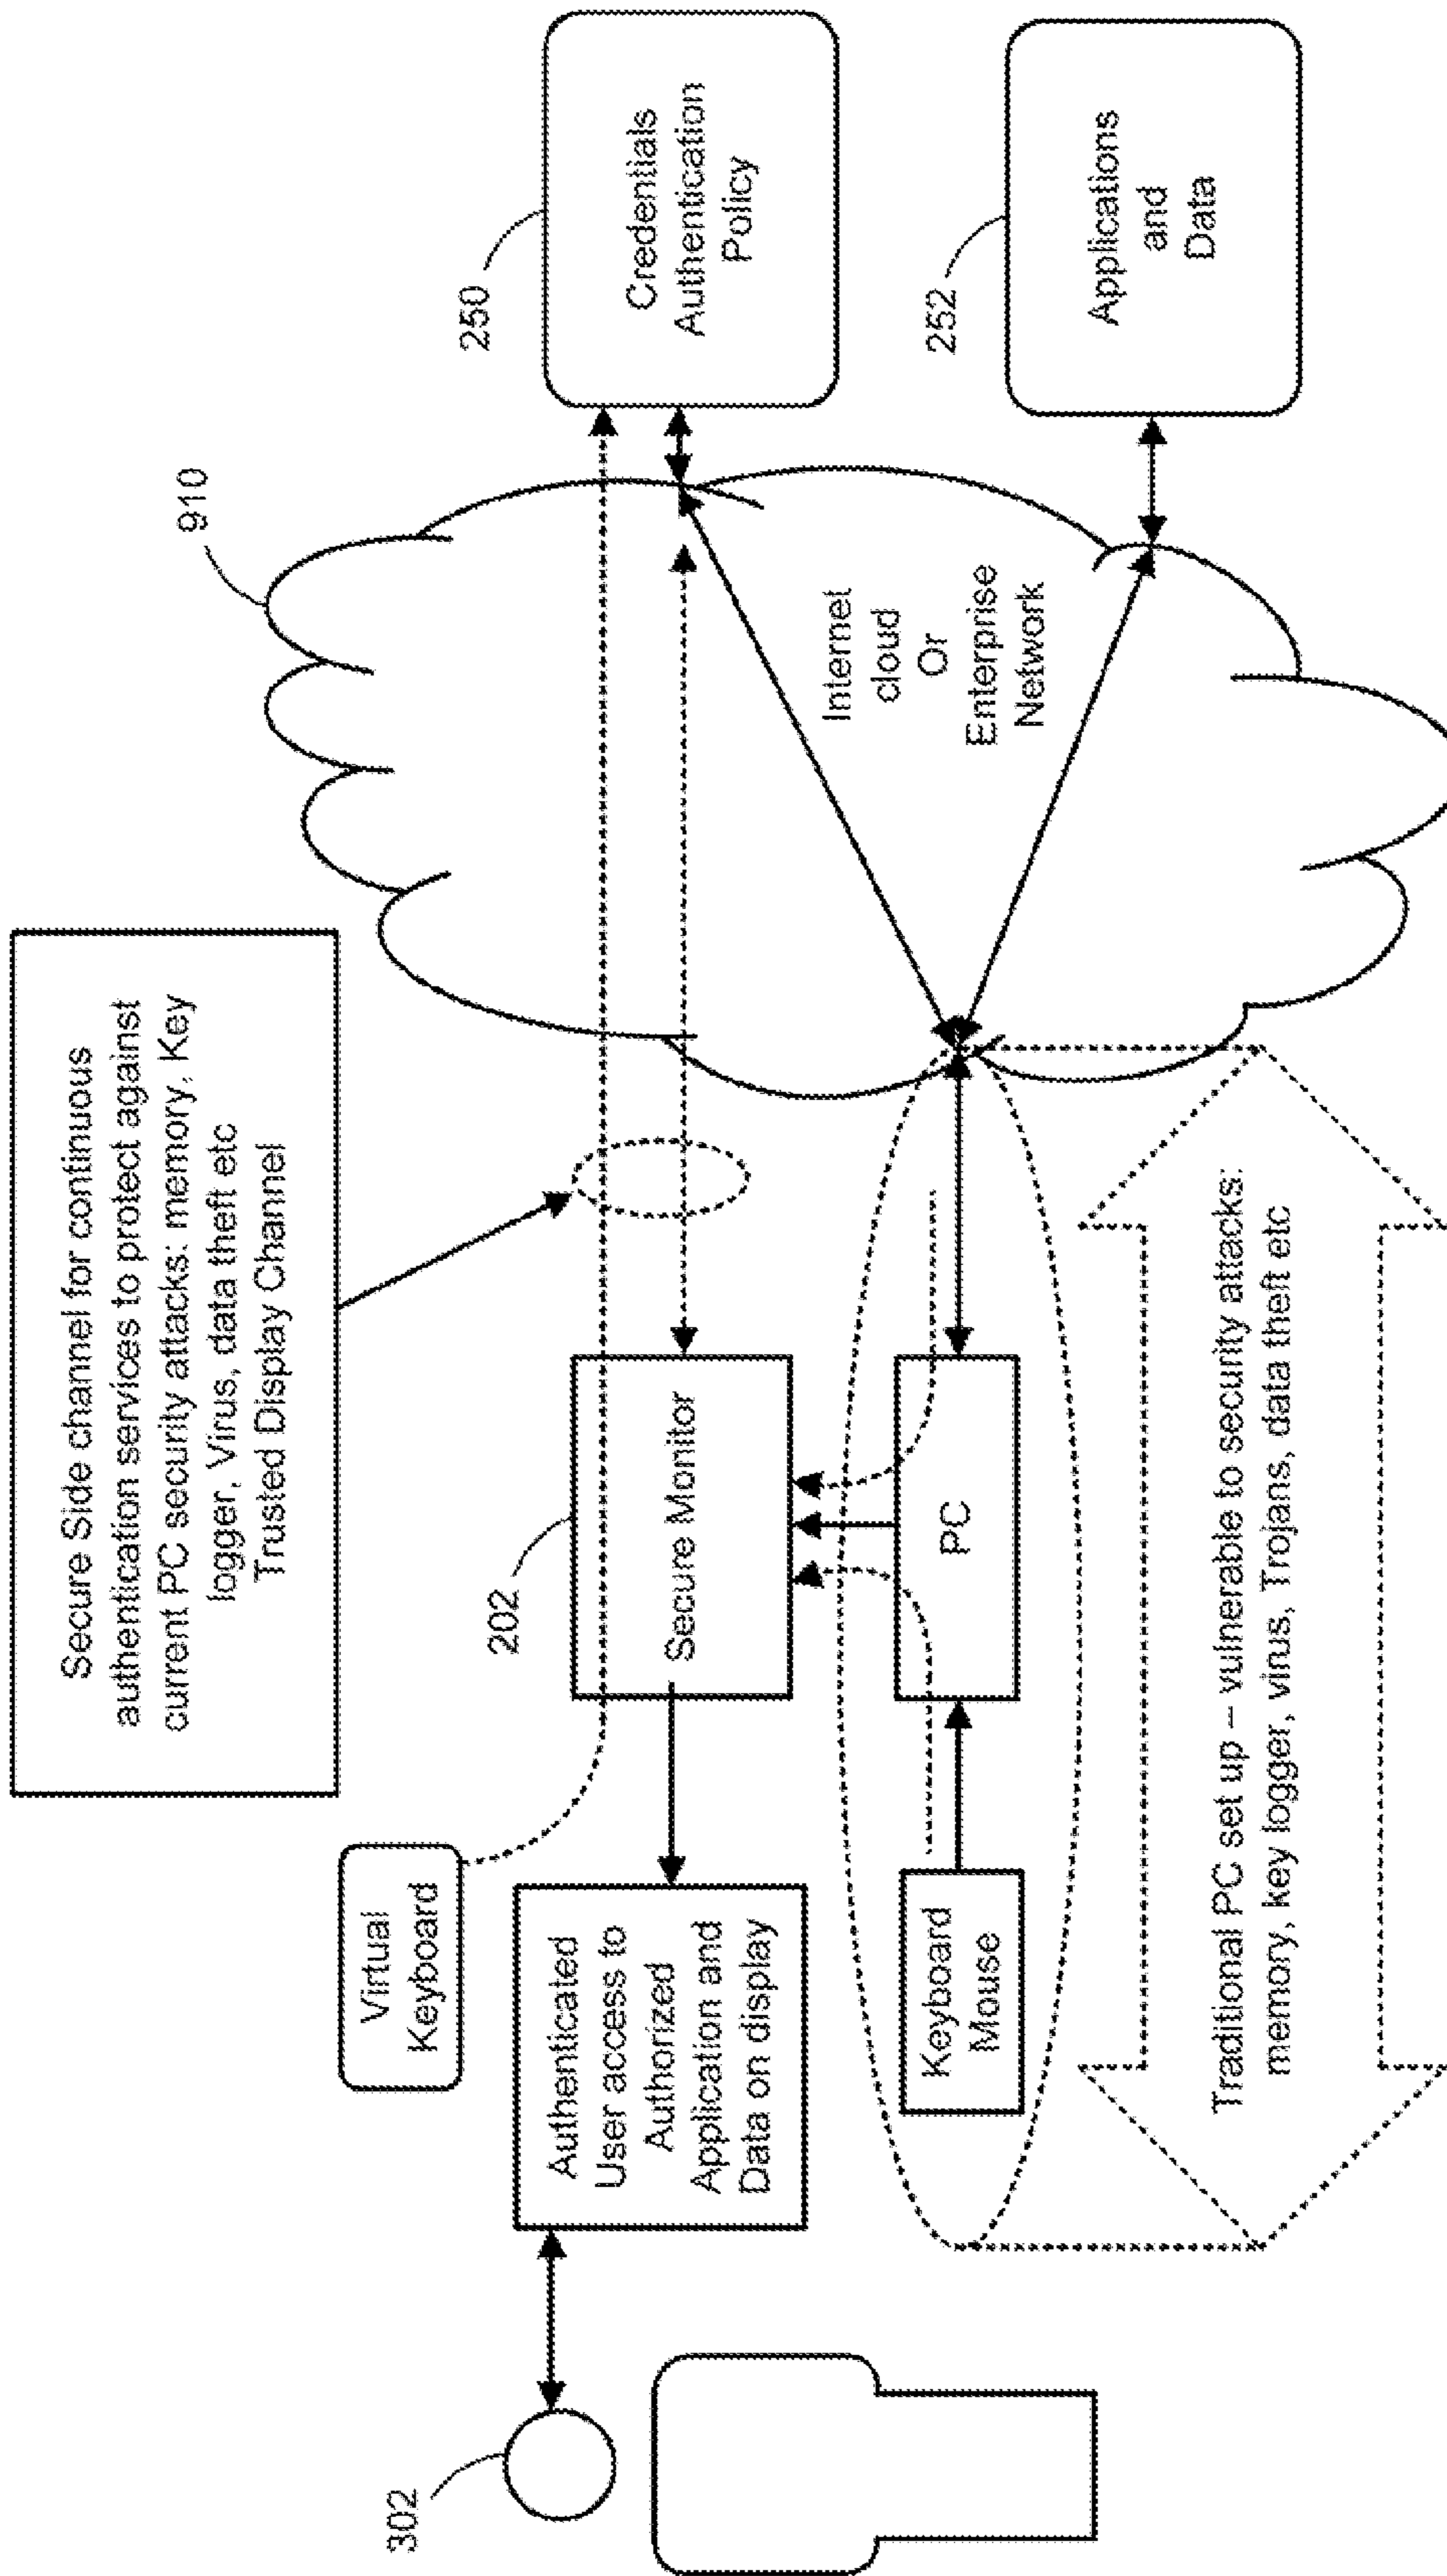 Secure Side channel for continuous
authentication services to protect against
current PC security attacks: memory, Key
logger, Virus, data theft etc
Trusted Display Channel
910
250
Credentials
Authentication
Policy
Virtual
Keyboard
202
Secure Monitor
302
Authenticated
User access to
Authorized
Application and
Data on display
Internet
cloud
Or
Enterprise
Network
252
Applications
and
Data
Keyboard
Mouse
PC
Traditional PC set up – vulnerable to security attacks:
memory, key logger, virus, Trojans, data theft etc